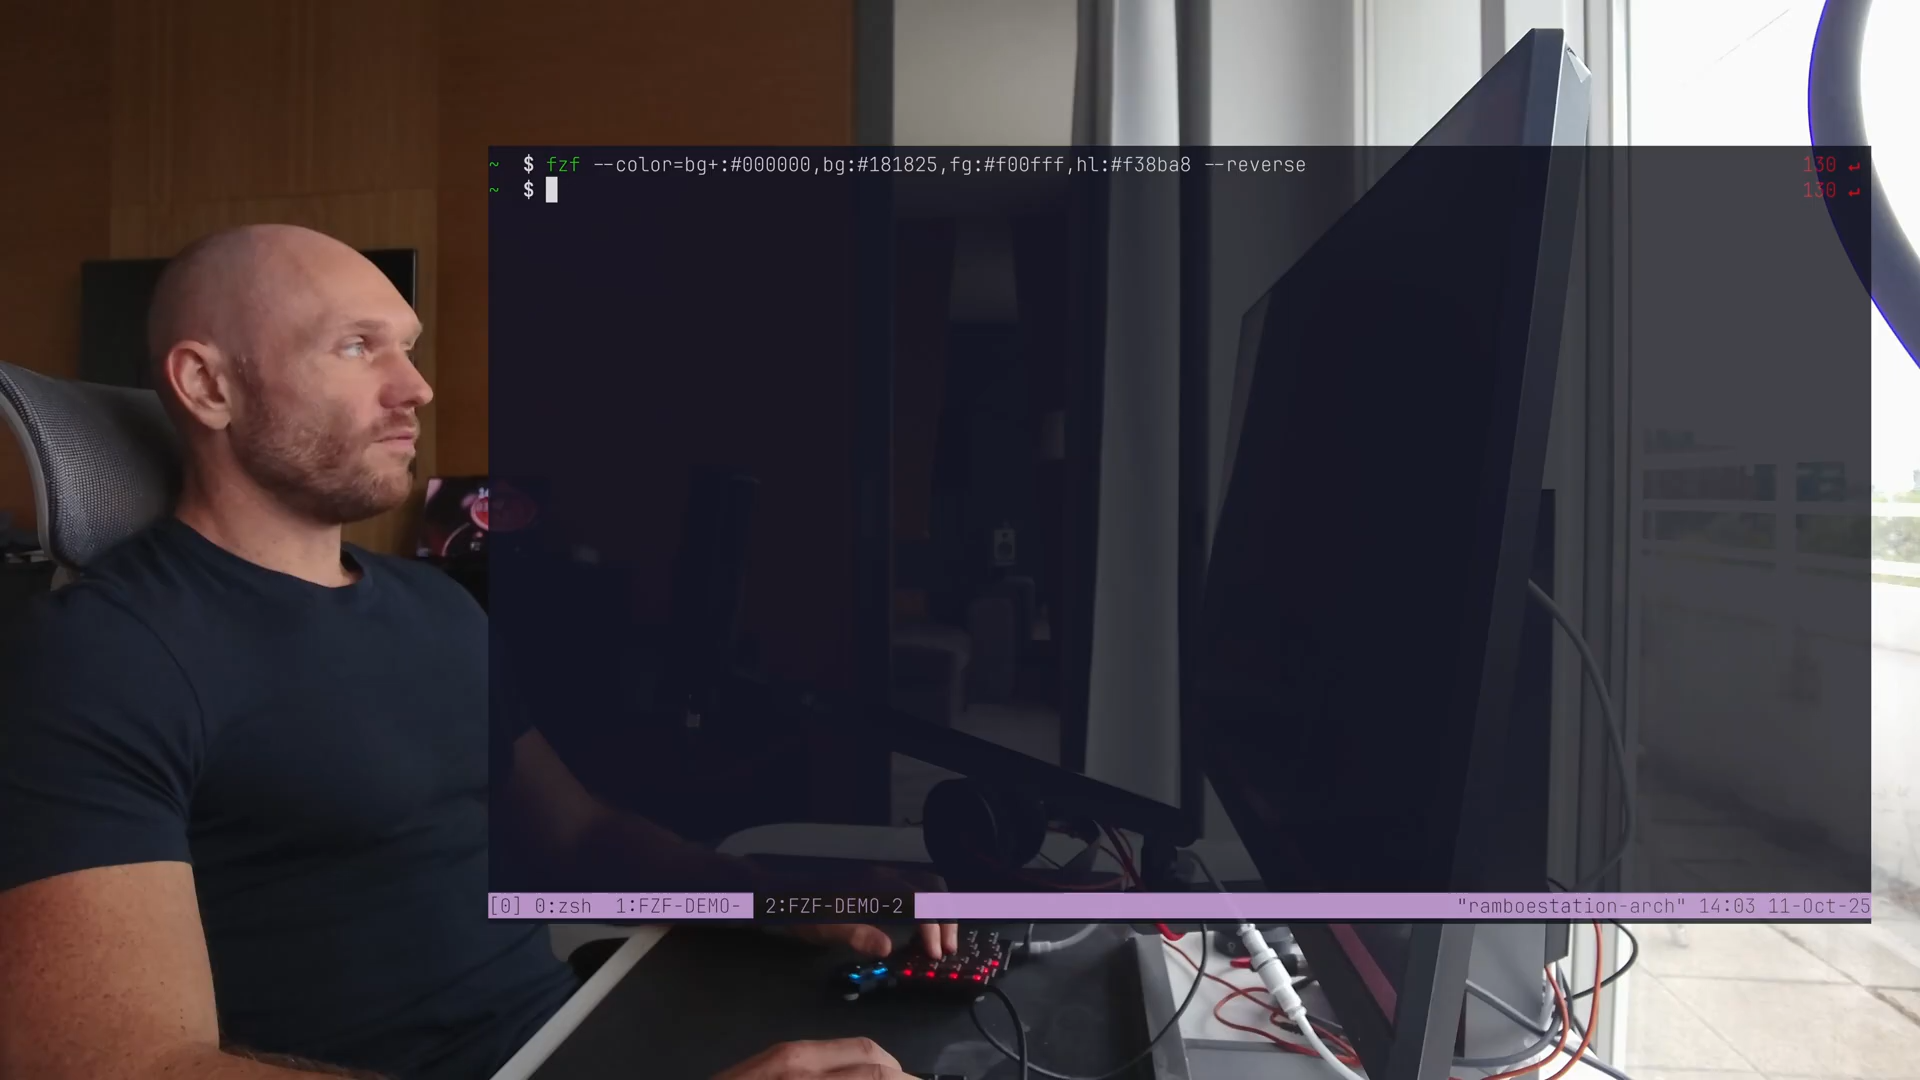 ~ $ fzf --color=bg+:#000000,bg:#181825,fg:#f00fff,hl:#f38ba8 --reverse 130 ↵
~ $ 130 ↵
[0] 0:zsh 1:FZF-DEMO- 2:FZF-DEMO-2 "ramboestation-arch" 14:03 11-Oct-25